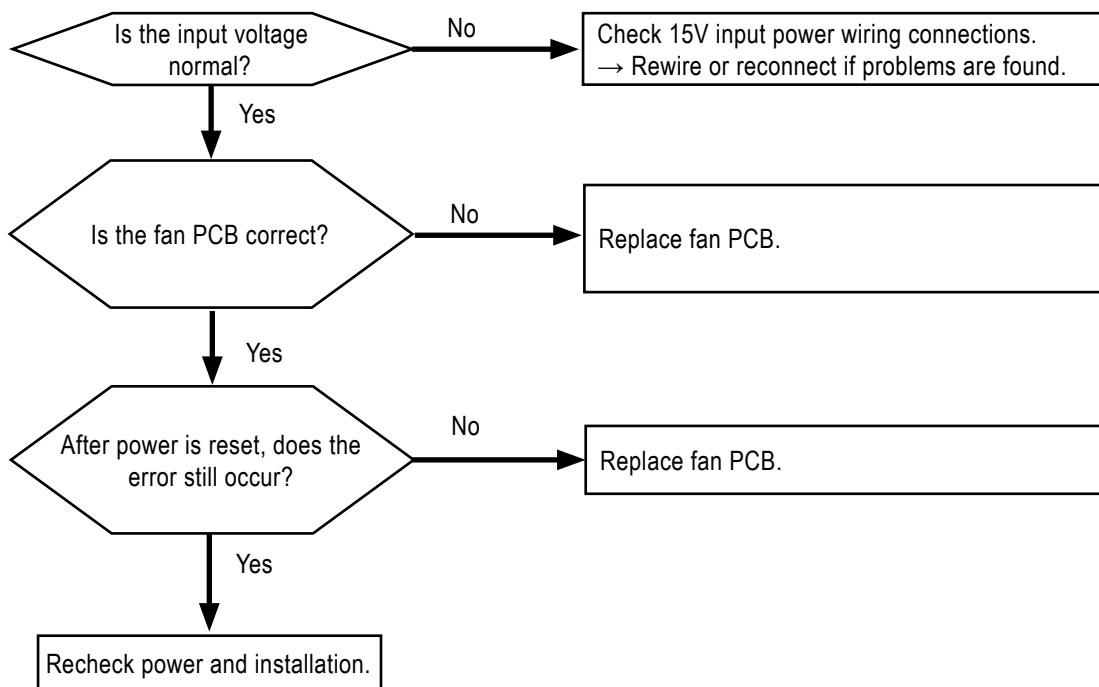 Is the input voltage
normal?
No
Check 15V input power wiring connections.
→ Rewire or reconnect if problems are found.
Yes
Is the fan PCB correct?
No
Replace fan PCB.
Yes
After power is reset, does the
error still occur?
No
Replace fan PCB.
Yes
Recheck power and installation.